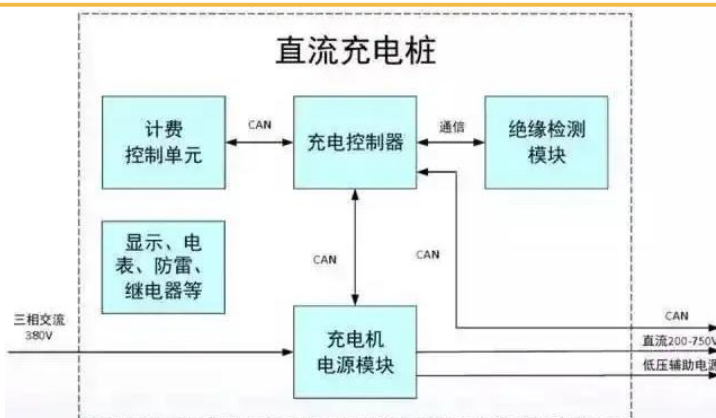 直流充电桩
计费
控制单元
CAN
充电控制器
通信
绝缘检测
模块
显示、电
表、防雷、
继电器等
CAN
CAN
三相交流
380V
充电机
电源模块
CAN
直流200-750V
低压辅助电源